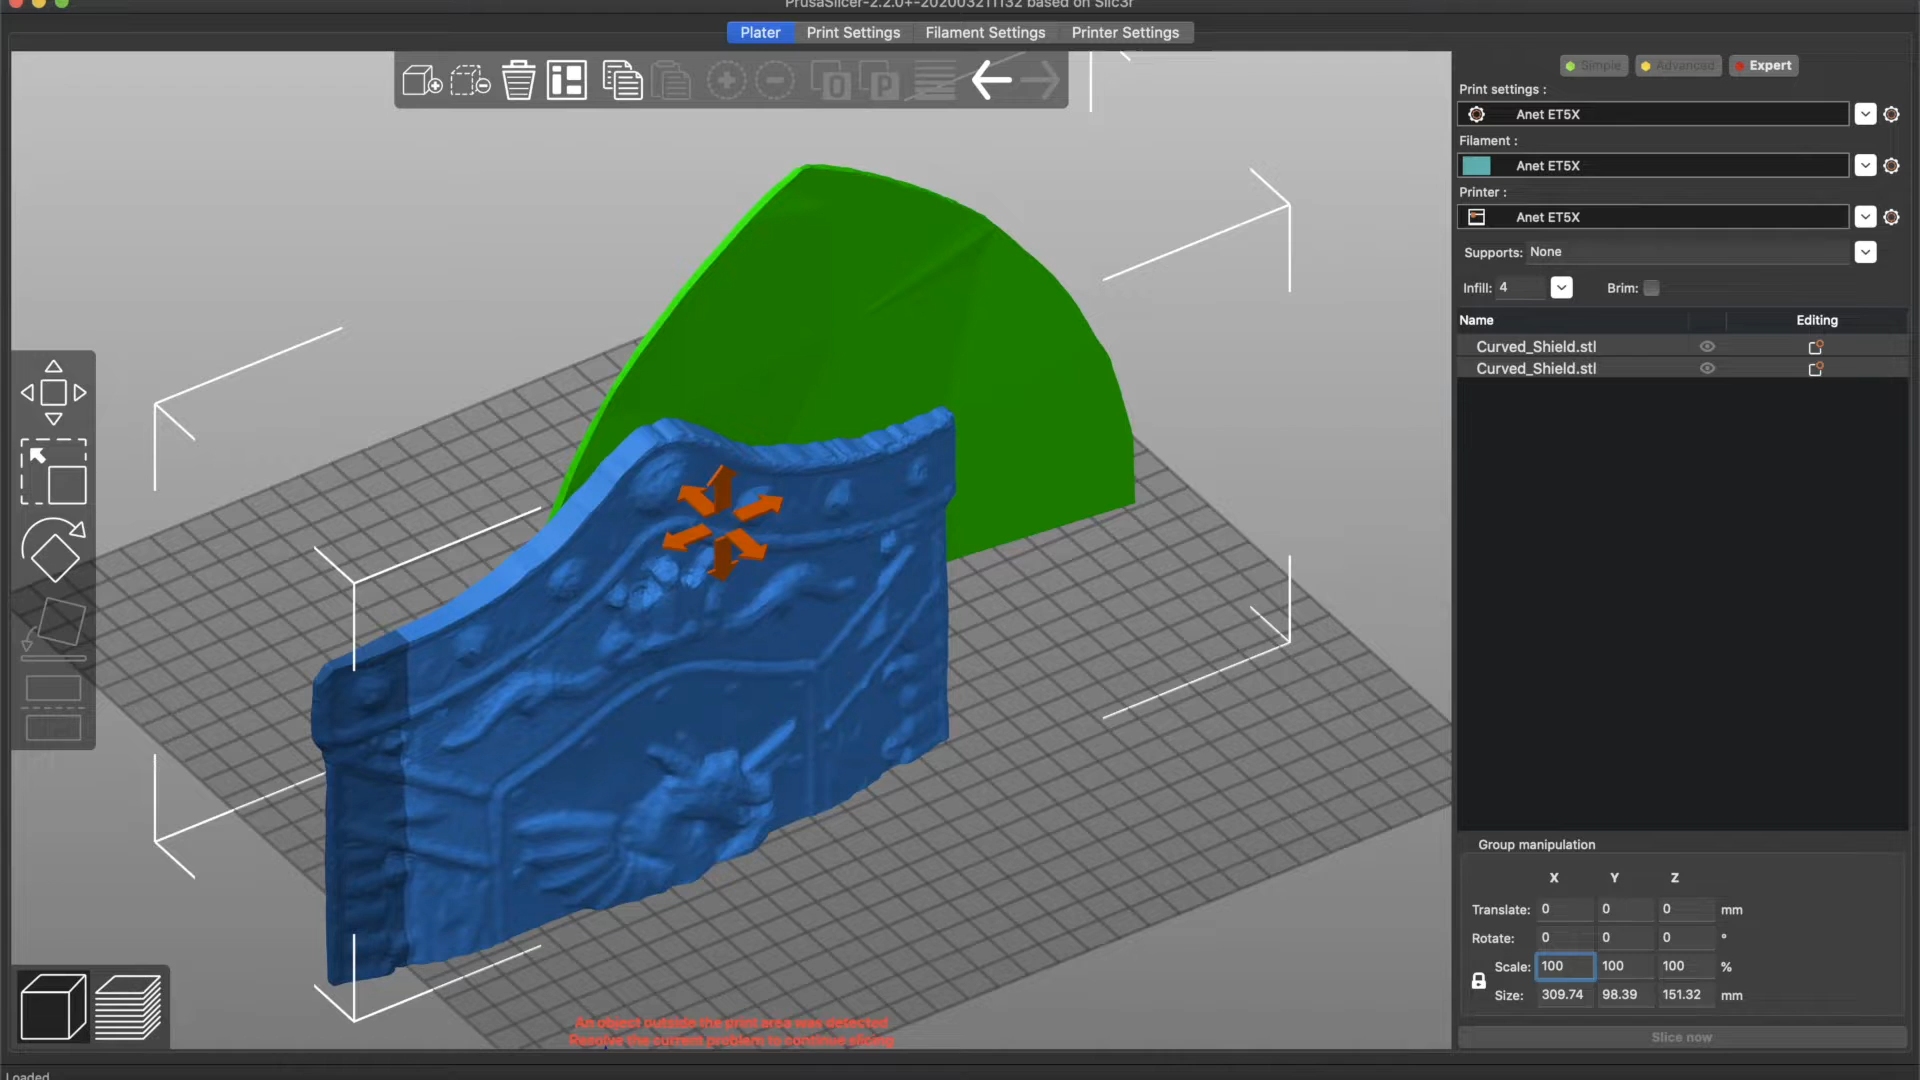 PrusaSlicer-2.2.0+-202003211132 based on Slic3r
Plater
Print Settings
Filament Settings
Printer Settings
Simple
Advanced
Expert
Print settings :
Anet ET5X
Filament :
Anet ET5X
Printer :
Anet ET5X
Supports: None
Infill: 4
Brim:
Name
Editing
Curved_Shield.stl
Curved_Shield.stl
Group manipulation
X Y Z
Translate: 0 0 0 mm
Rotate: 0 0 0 °
Scale: 100 100 100 %
Size: 309.74 98.39 151.32 mm
An object outside the print area was detected
Resolve the current problem to continue slicing
Slice now
Loaded